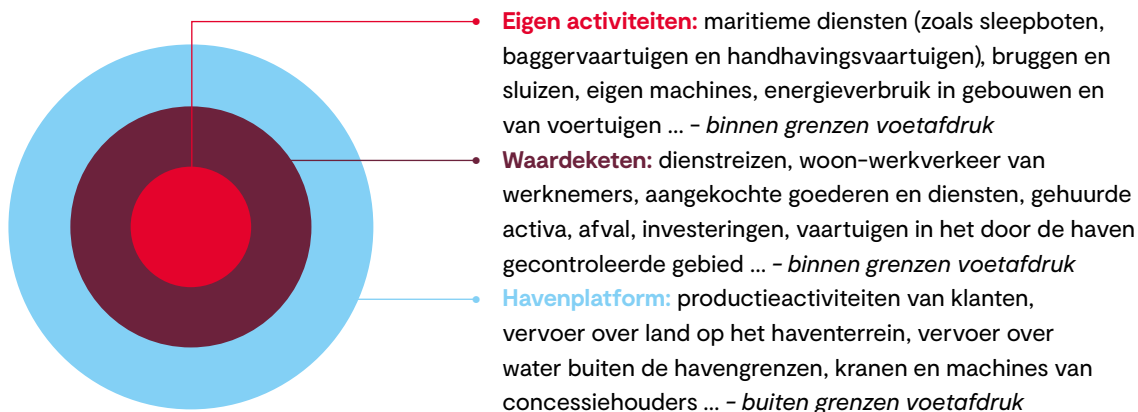 Eigen activiteiten: maritieme diensten (zoals sleepboten,
baggervaartuigen en handhavingsvaartuigen), bruggen en
sluizen, eigen machines, energieverbruik in gebouwen en
van voertuigen ... - binnen grenzen voetafdruk
Waardeketen: dienstreizen, woon-werkverkeer van
werknemers, aangekochte goederen en diensten, gehuurde
activa, afval, investeringen, vaartuigen in het door de haven
gecontroleerde gebied ... - binnen grenzen voetafdruk
Havenplatform: productieactiviteiten van klanten,
vervoer over land op het haventerrein, vervoer over
water buiten de havengrenzen, kranen en machines van
concessiehouders ... - buiten grenzen voetafdruk